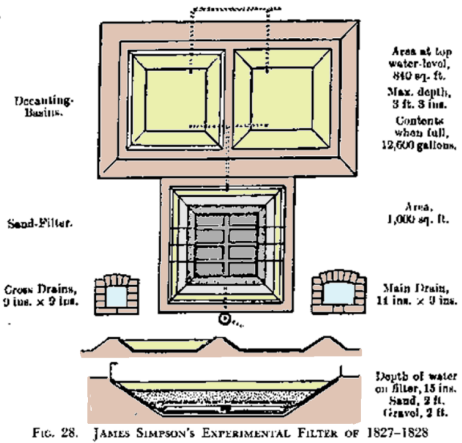 Decanting-
Basins.
Area at top
water-level,
840 sq. ft.
Max. depth,
3 ft. 3 ins.
Contents
when full,
12,600 gallons.
Sand-Filter.
Area,
1,000 sq. ft.
Cross Drains,
9 ins. × 9 ins.
Main Drain,
14 ins. × 9 ins.
Depth of water
on filter, 15 ins.
Sand, 2 ft.
Gravel, 2 ft.
FIG. 28. JAMES SIMPSON'S EXPERIMENTAL FILTER OF 1827-1828